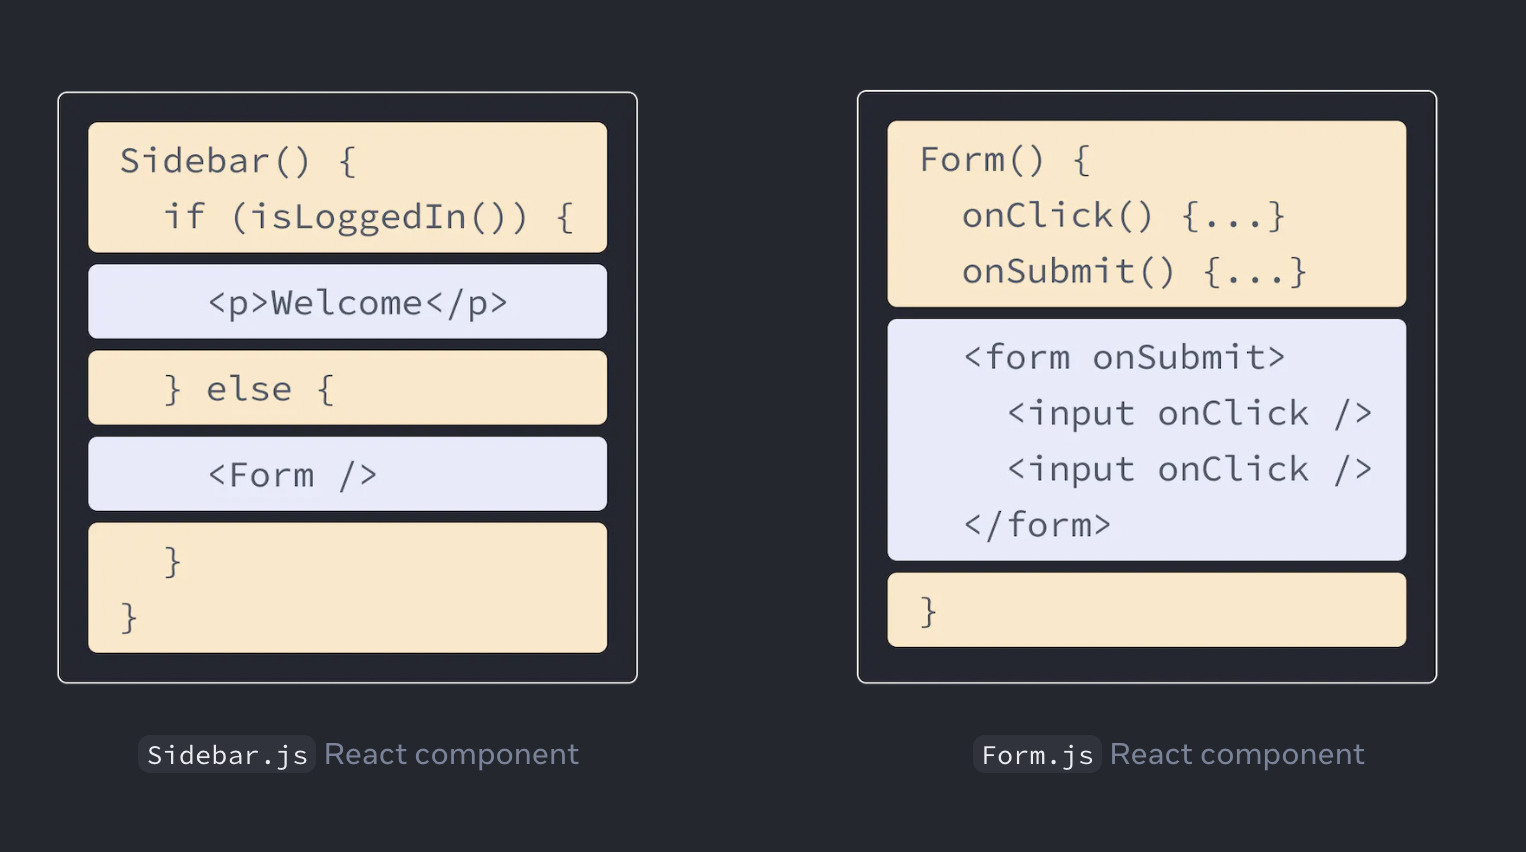 Sidebar() {
if (isLoggedIn()) {
<p>Welcome</p>
} else {
<Form />
}
}
Sidebar.js React component
Form() {
onClick() {...}
onSubmit() {...}
<form onSubmit>
<input onClick />
<input onClick />
</form>
}
Form.js React component